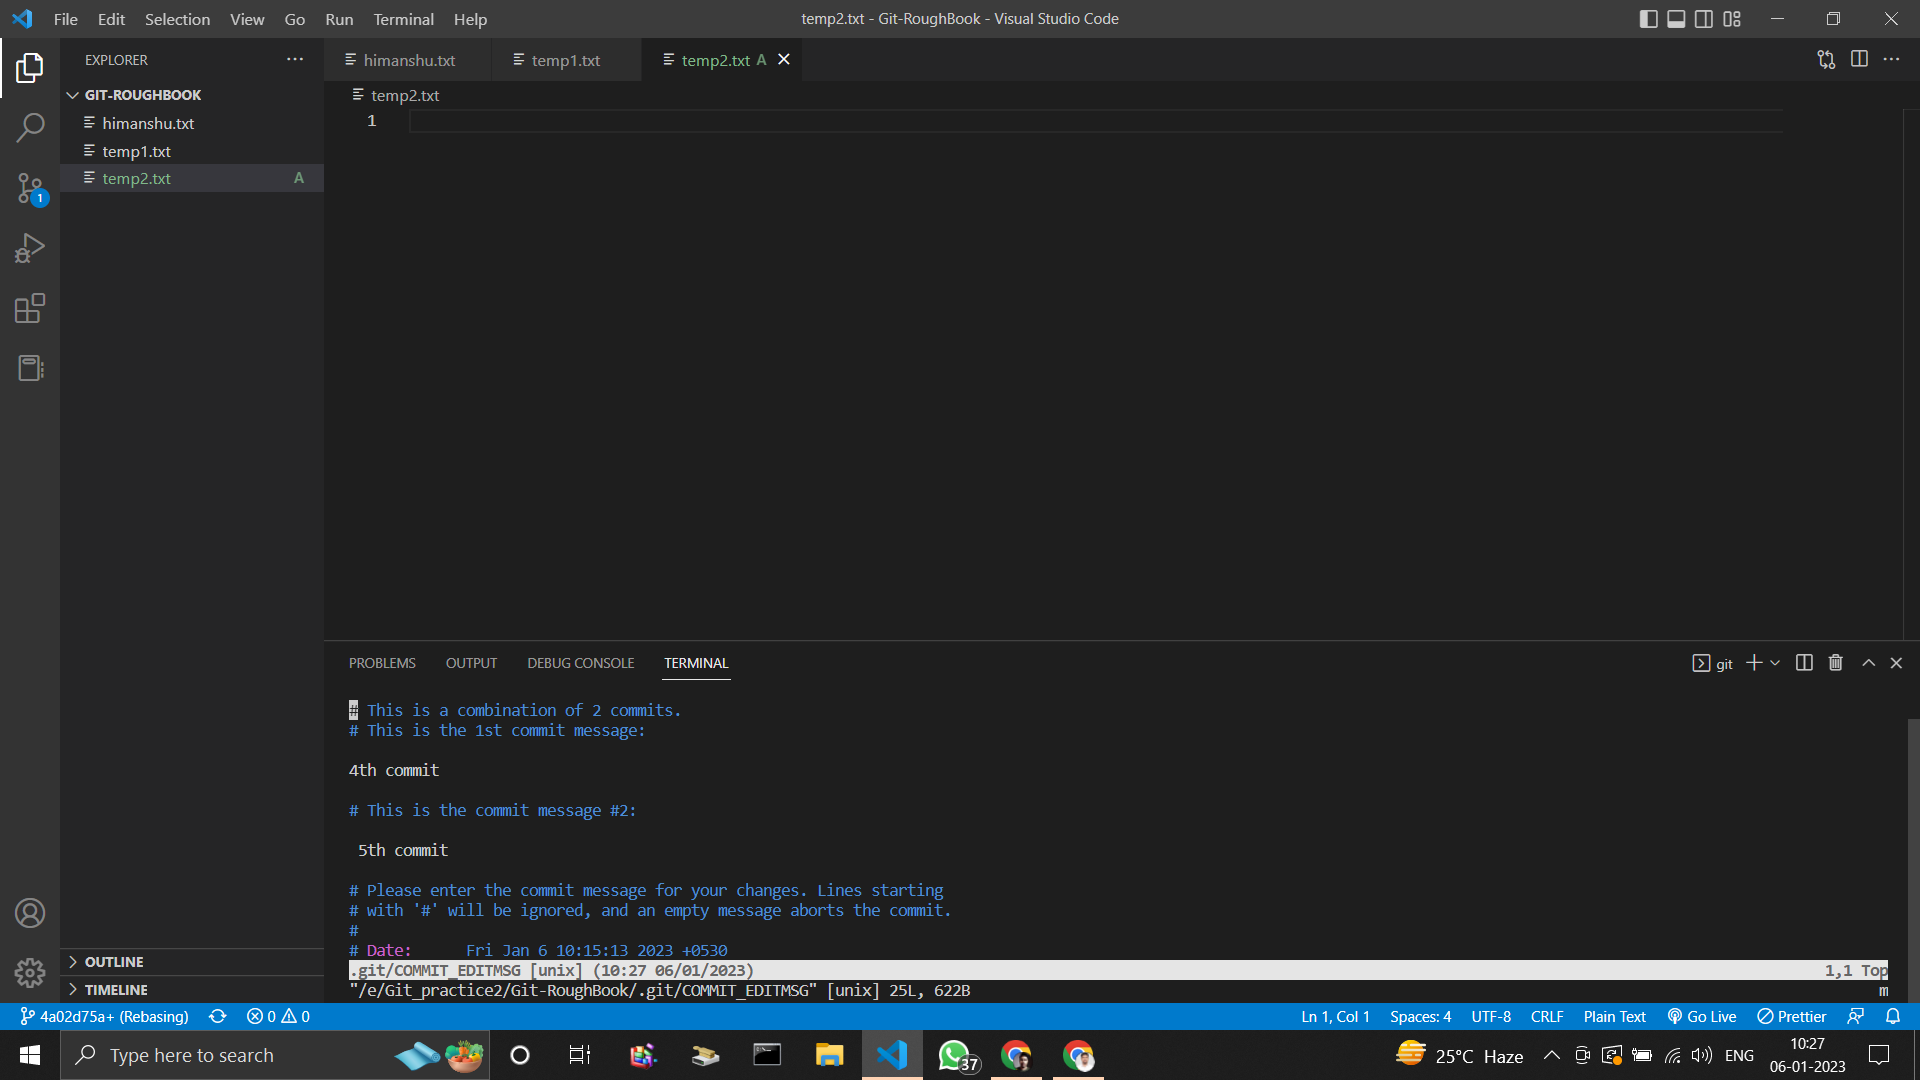 File Edit Selection View Go Run Terminal Help
temp2.txt - Git-RoughBook - Visual Studio Code
EXPLORER
GIT-ROUGHBOOK
himanshu.txt
temp1.txt
temp2.txt A
1
OUTLINE
TIMELINE
himanshu.txt temp1.txt temp2.txt A
temp2.txt
1
PROBLEMS OUTPUT DEBUG CONSOLE TERMINAL
git
# This is a combination of 2 commits.
# This is the 1st commit message:
4th commit
# This is the commit message #2:
5th commit
# Please enter the commit message for your changes. Lines starting
# with '#' will be ignored, and an empty message aborts the commit.
#
# Date: Fri Jan 6 10:15:13 2023 +0530
.git/COMMIT_EDITMSG [unix] (10:27 06/01/2023) 1,1 Top
"/e/Git_practice2/Git-RoughBook/.git/COMMIT_EDITMSG" [unix] 25L, 622B m
4a02d75a+ (Rebasing) 0 0 Ln 1, Col 1 Spaces: 4 UTF-8 CRLF Plain Text Go Live Prettier
Type here to search
37
25°C Haze ENG
10:27
06-01-2023